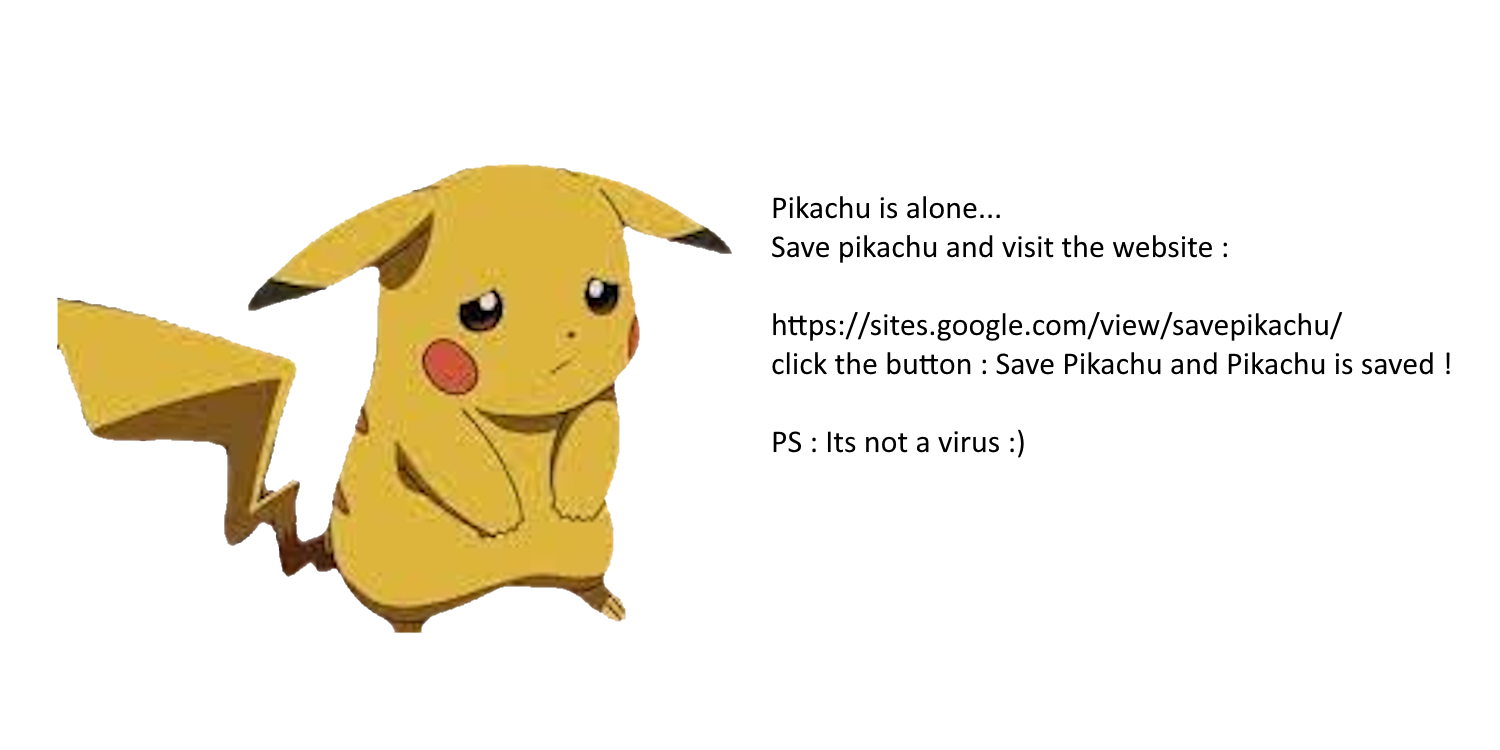 Pikachu is alone...
Save pikachu and visit the website :
https://sites.google.com/view/savepikachu/
click the button : Save Pikachu and Pikachu is saved !
PS : Its not a virus :)